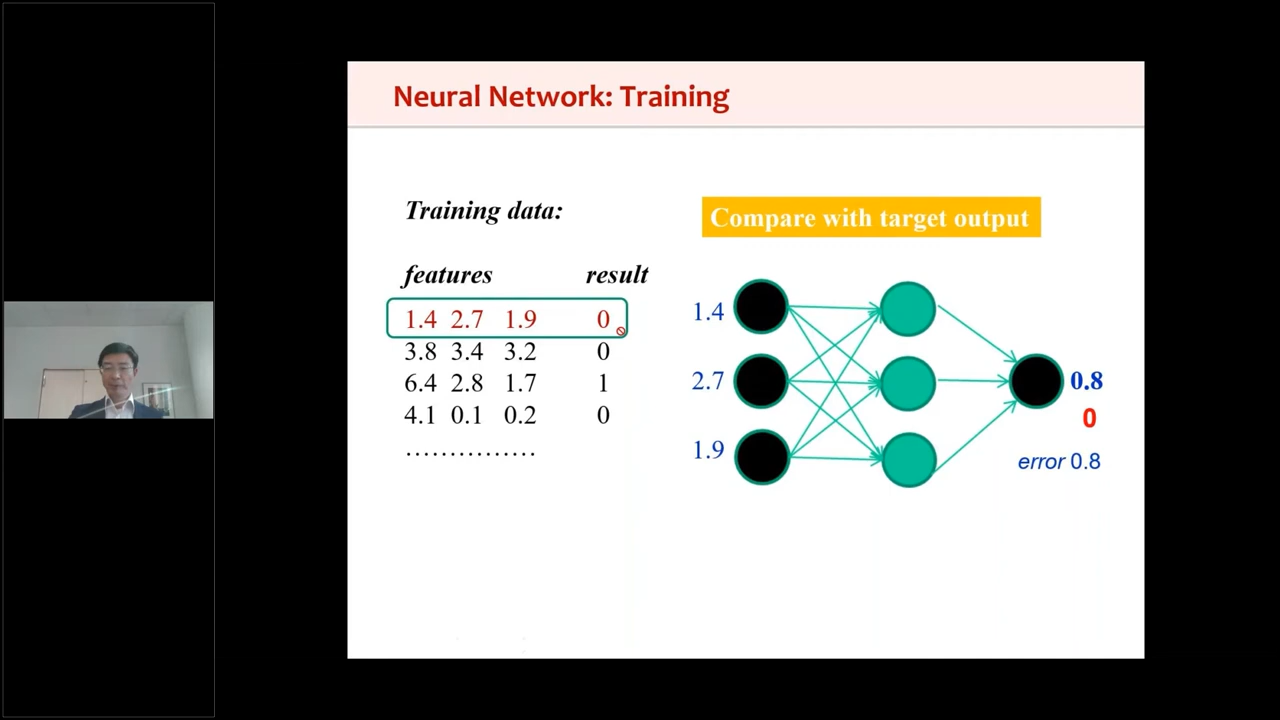 Neural Network: Training
Training data:
features result
1.4 2.7 1.9 0
3.8 3.4 3.2 0
6.4 2.8 1.7 1
4.1 0.1 0.2 0
...............
Compare with target output
1.4
2.7
1.9
0.8
0
error 0.8